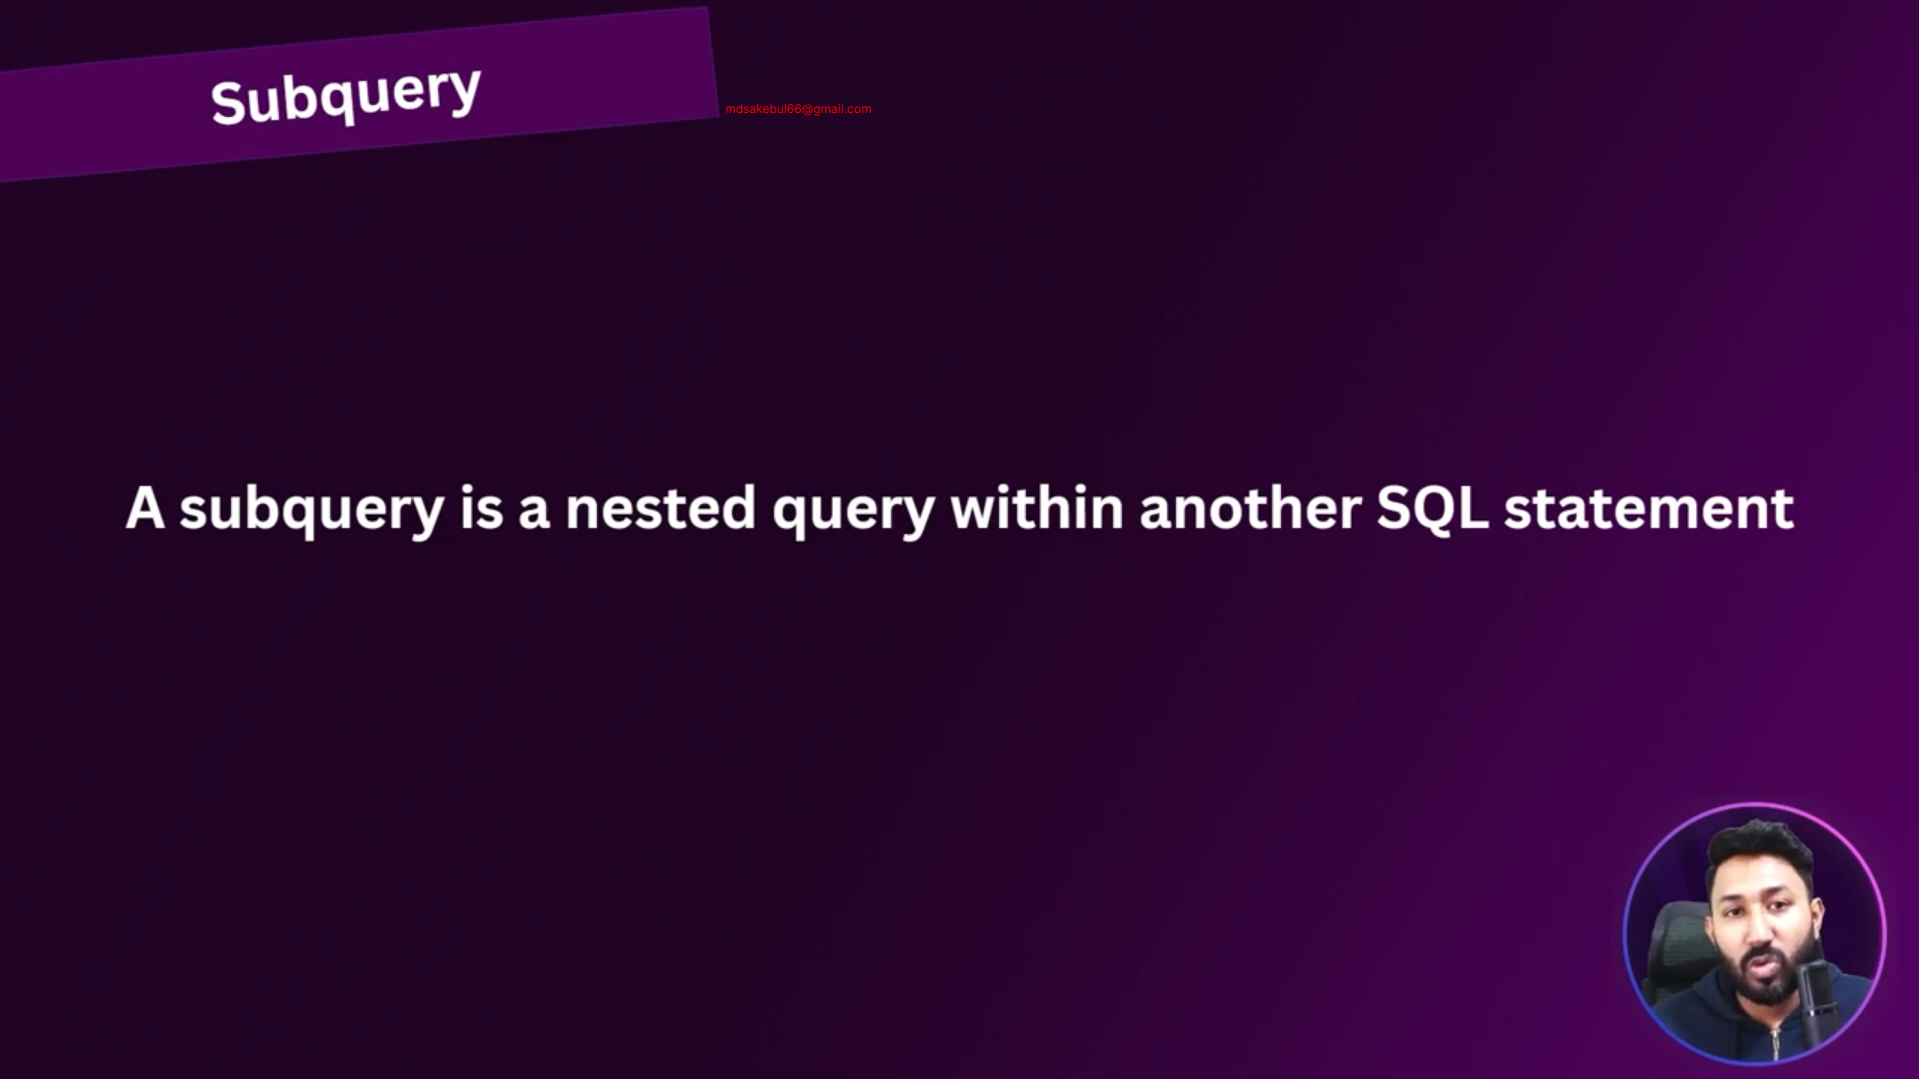 Subquery
mdsakebul66@gmail.com
A subquery is a nested query within another SQL statement